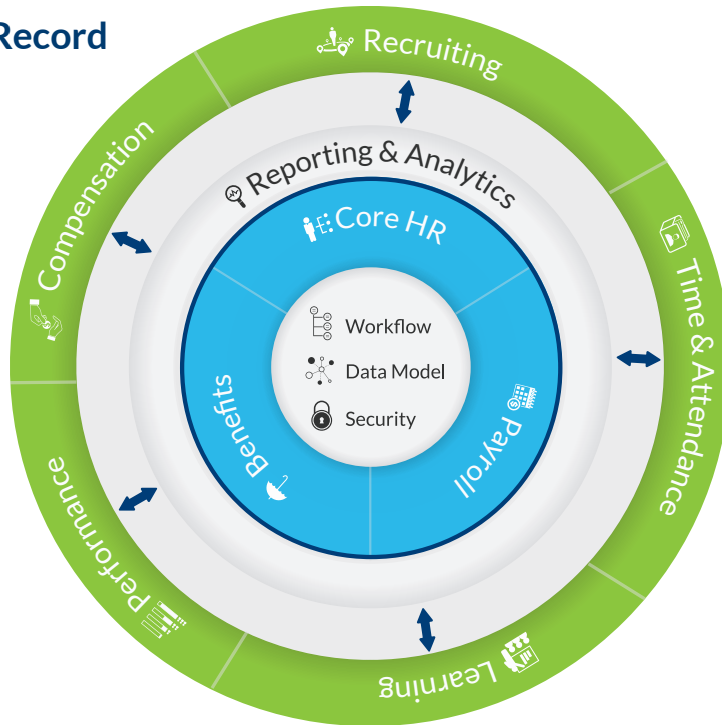 Record
Recruiting
Compensation
Time & Attendance
Performance
Learning
Reporting & Analytics
Core HR
Benefits
Payroll
Workflow
Data Model
Security